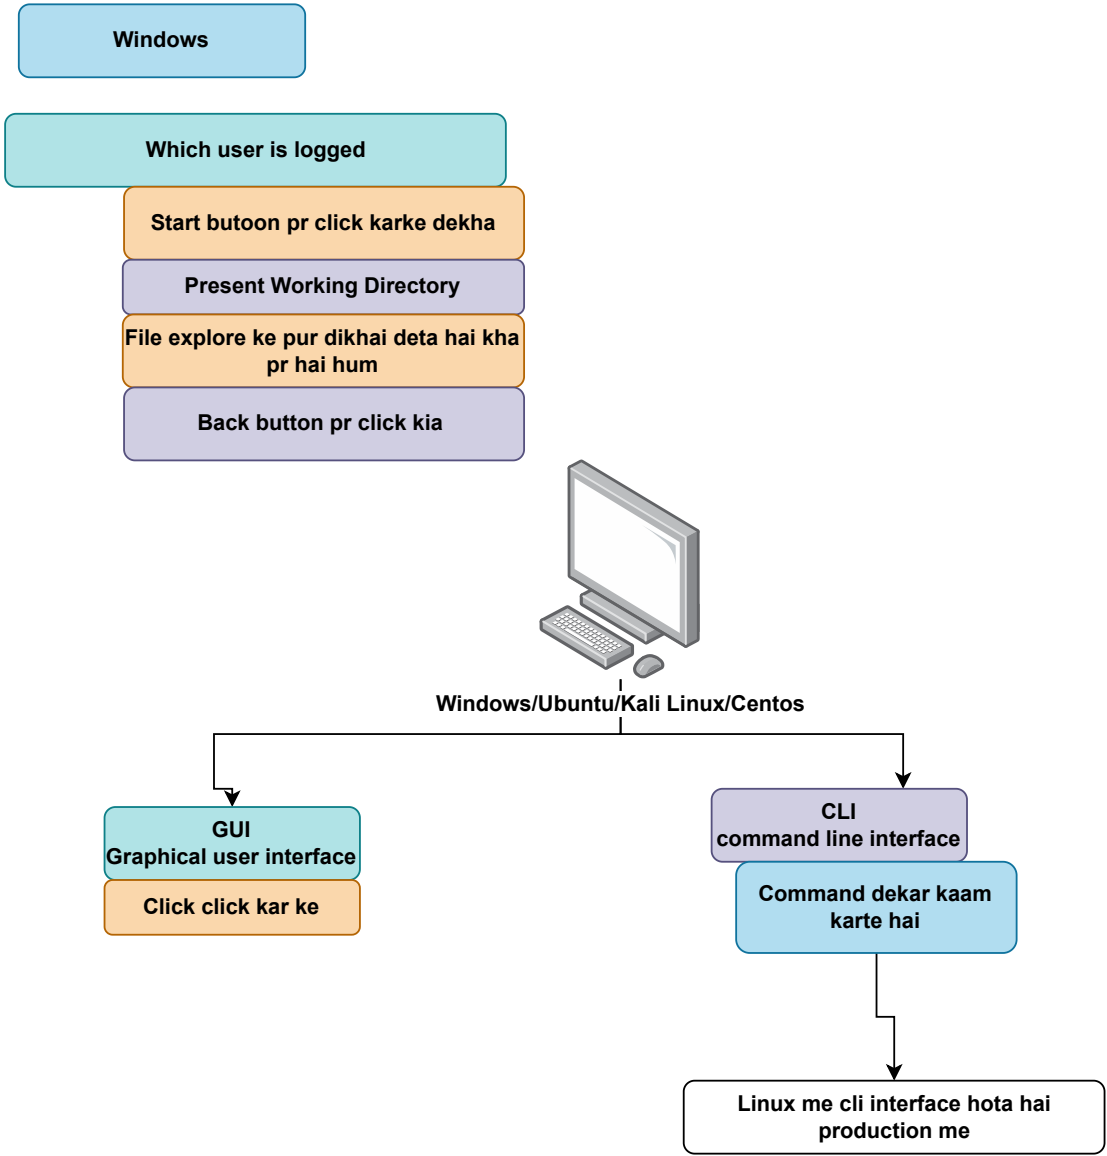 Windows
Which user is logged
Start butoon pr click karke dekha
Present Working Directory
File explore ke pur dikhai deta hai kha
pr hai hum
Back button pr click kia
Windows/Ubuntu/Kali Linux/Centos
GUI
Graphical user interface
Click click kar ke
CLI
command line interface
Command dekar kaam
karte hai
Linux me cli interface hota hai
production me